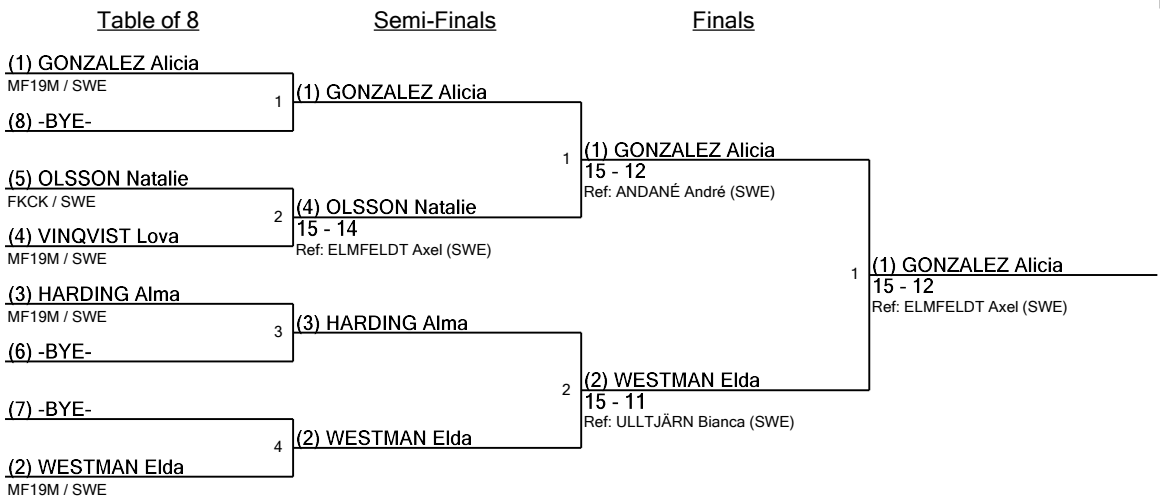 Table of 8
Semi-Finals
Finals
(1) GONZALEZ Alicia
MF19M / SWE
(8) -BYE-
(5) OLSSON Natalie
FKCK / SWE
(4) VINQVIST Lova
MF19M / SWE
(3) HARDING Alma
MF19M / SWE
(6) -BYE-
(7) -BYE-
(2) WESTMAN Elda
MF19M / SWE
1
2
3
4
(1) GONZALEZ Alicia
(4) OLSSON Natalie
15 - 14
Ref: ELMFELDT Axel (SWE)
(3) HARDING Alma
(2) WESTMAN Elda
1
2
(1) GONZALEZ Alicia
15 - 12
Ref: ANDANÉ André (SWE)
(2) WESTMAN Elda
15 - 11
Ref: ULLTJÄRN Bianca (SWE)
1
(1) GONZALEZ Alicia
15 - 12
Ref: ELMFELDT Axel (SWE)